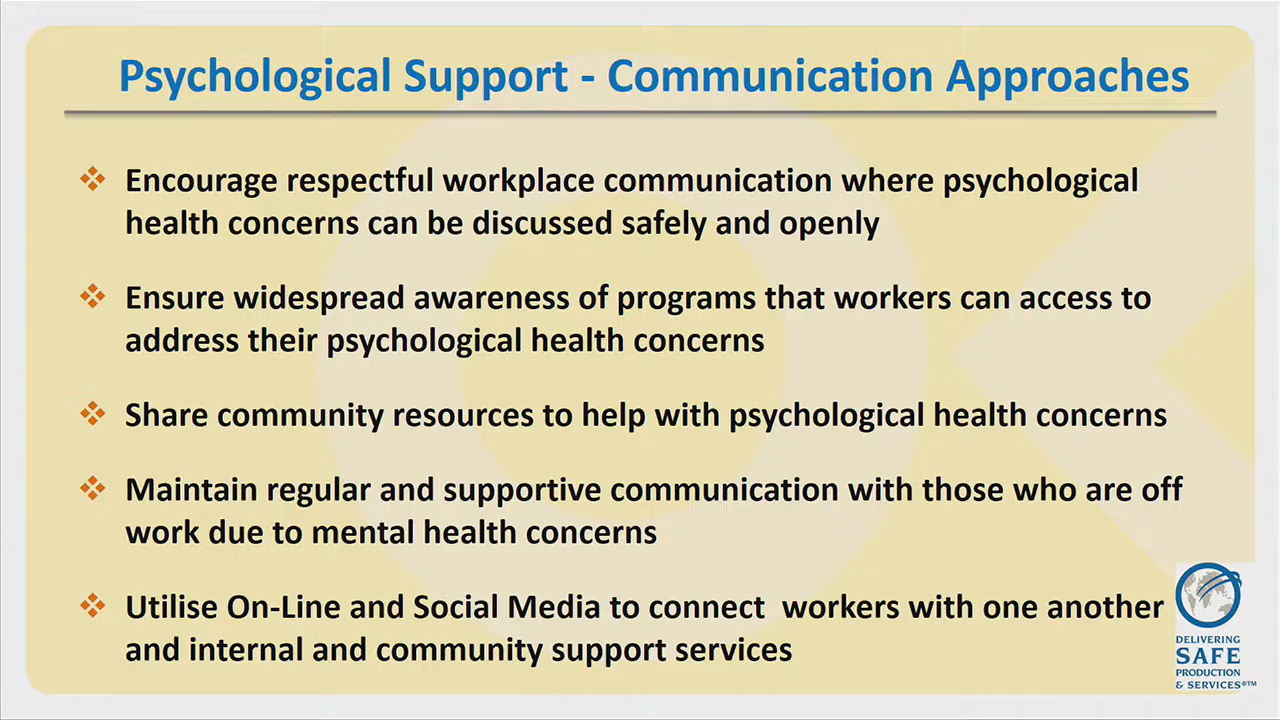 Psychological Support - Communication Approaches
Encourage respectful workplace communication where psychological
health concerns can be discussed safely and openly
Ensure widespread awareness of programs that workers can access to
address their psychological health concerns
Share community resources to help with psychological health concerns
Maintain regular and supportive communication with those who are off
work due to mental health concerns
Utilise On-Line and Social Media to connect  workers with one another
and internal and community support services
DELIVERING
SAFE
PRODUCTION
& SERVICES®™